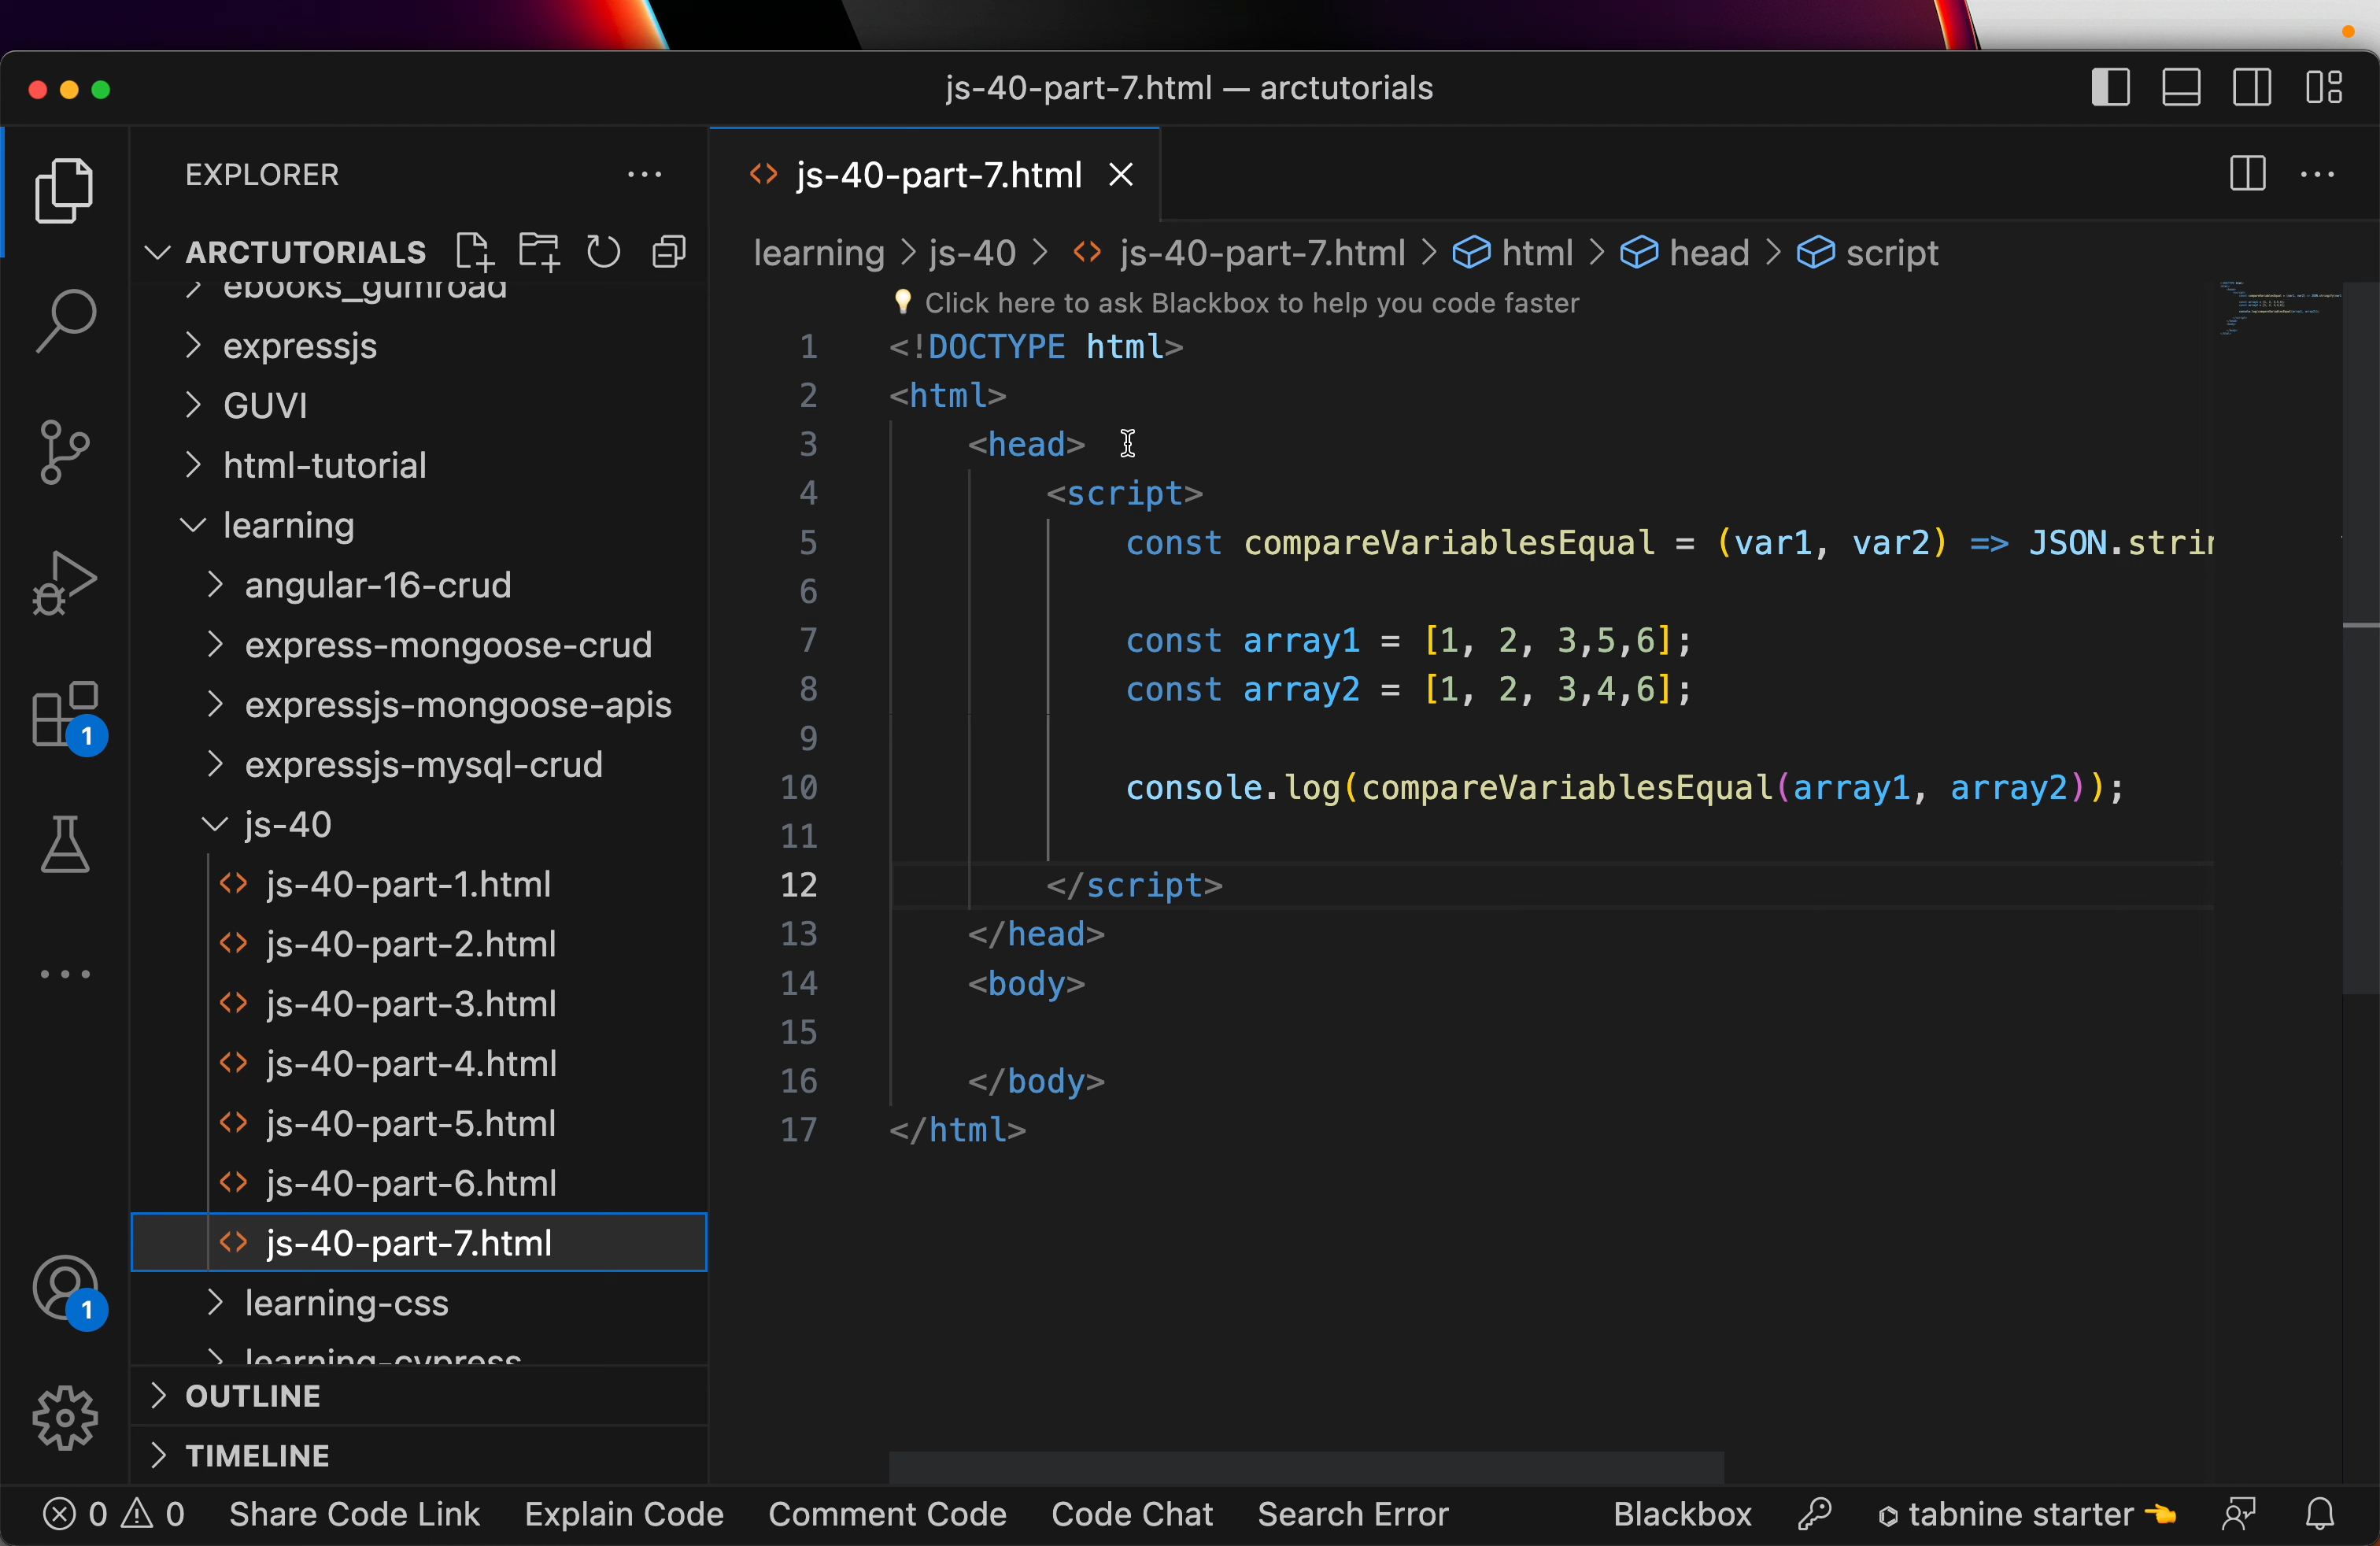 js-40-part-7.html — arctutorials
EXPLORER
ARCTUTORIALS
ebooks_gumroad
expressjs
GUVI
html-tutorial
learning
angular-16-crud
express-mongoose-crud
expressjs-mongoose-apis
expressjs-mysql-crud
js-40
js-40-part-1.html
js-40-part-2.html
js-40-part-3.html
js-40-part-4.html
js-40-part-5.html
js-40-part-6.html
js-40-part-7.html
learning-css
learning-cypress
OUTLINE
TIMELINE
1
1
js-40-part-7.html
learning > js-40 > js-40-part-7.html > html > head > script
Click here to ask Blackbox to help you code faster
1 <!DOCTYPE html>
2 <html>
3 <head>
4 <script>
5 const compareVariablesEqual = (var1, var2) => JSON.strin
6
7 const array1 = [1, 2, 3,5,6];
8 const array2 = [1, 2, 3,4,6];
9
10 console.log(compareVariablesEqual(array1, array2));
11
12 </script>
13 </head>
14 <body>
15
16 </body>
17 </html>
0 0 Share Code Link Explain Code Comment Code Code Chat Search Error Blackbox tabnine starter